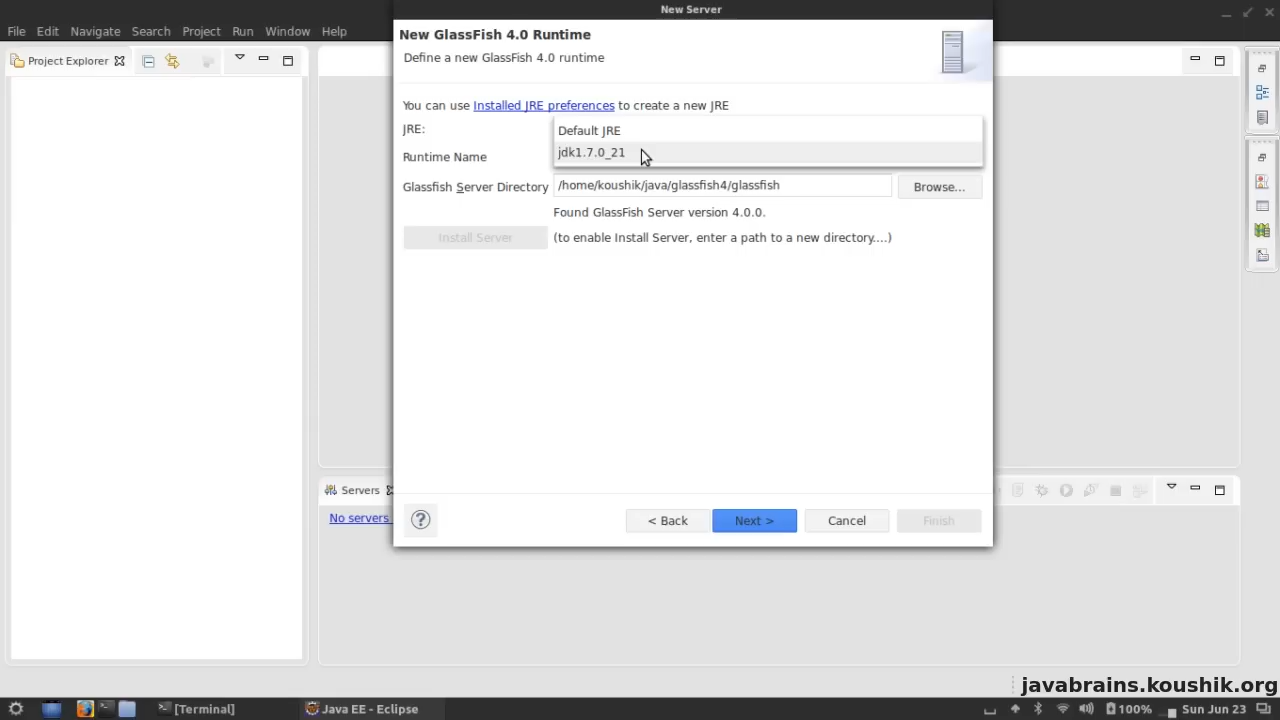 New Server
File Edit Navigate Search Project Run Window Help
Project Explorer
New GlassFish 4.0 Runtime
Define a new GlassFish 4.0 runtime
You can use Installed JRE preferences to create a new JRE
JRE:
Default JRE
jdk1.7.0_21
Runtime Name
Glassfish Server Directory /home/koushik/java/glassfish4/glassfish Browse...
Found GlassFish Server version 4.0.0.
Install Server (to enable Install Server, enter a path to a new directory....)
Servers
No servers
? < Back Next > Cancel Finish
javabrains.koushik.org
[Terminal] Java EE - Eclipse 100% Sun Jun 23